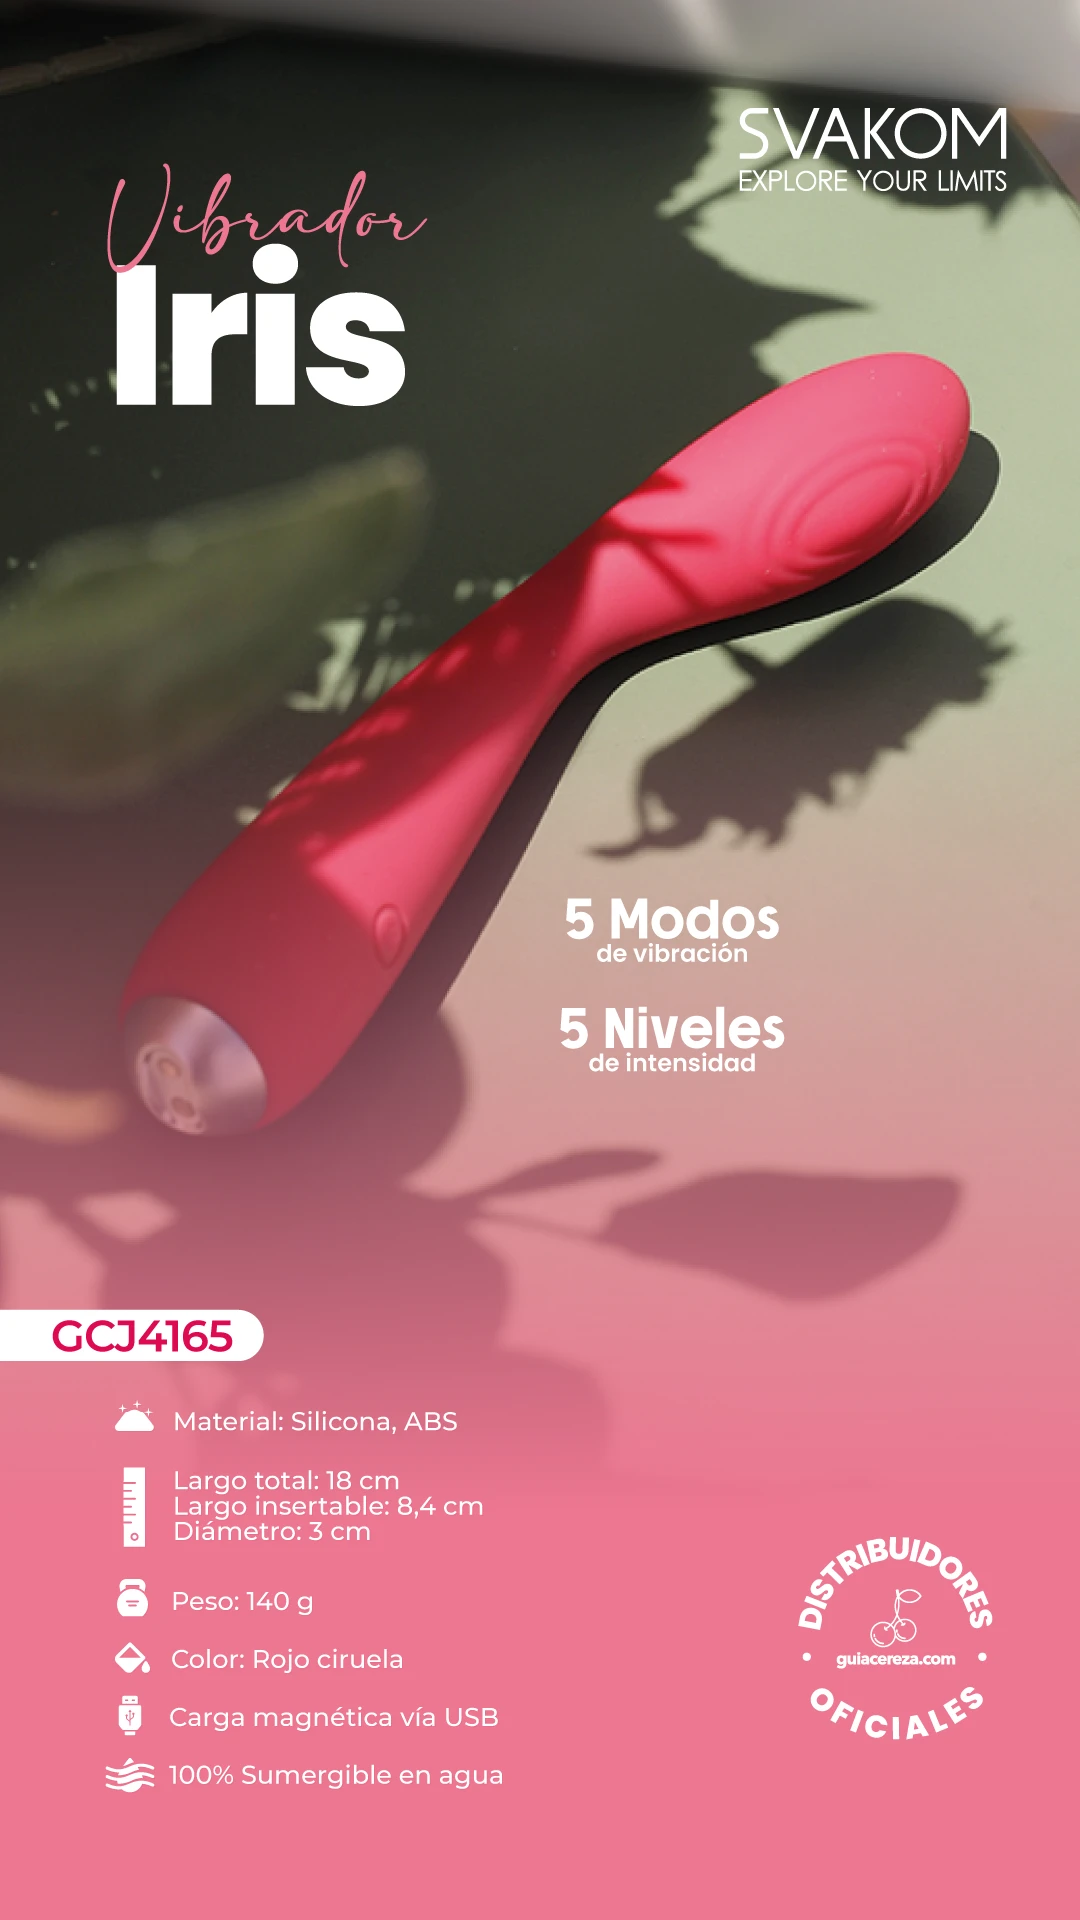 SVAKOM
EXPLORE YOUR LIMITS
Vibrador
Iris
5 Modos
de vibración
5 Niveles
de intensidad
GCJ4165
Material: Silicona, ABS
Largo total: 18 cm
Largo insertable: 8,4 cm
Diámetro: 3 cm
Peso: 140 g
Color: Rojo ciruela
Carga magnética vía USB
100% Sumergible en agua
DISTRIBUIDORES
guiacereza.com
OFICIALES